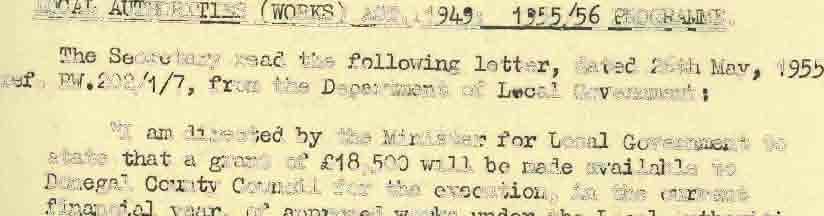 LOCAL AUTHORITIES (WORKS) ACT, 1949: 1955/56 PROGRAMME.
The Secretary read the following letter, dated 26th May, 1955
ref. RW.202/1/7, from the Department of Local Government:
"I am directed by the Minister for Local Government to
state that a grant of £18,500 will be made available to
Donegal County Council for the execution, in the current
financial year, of approved works under the Local